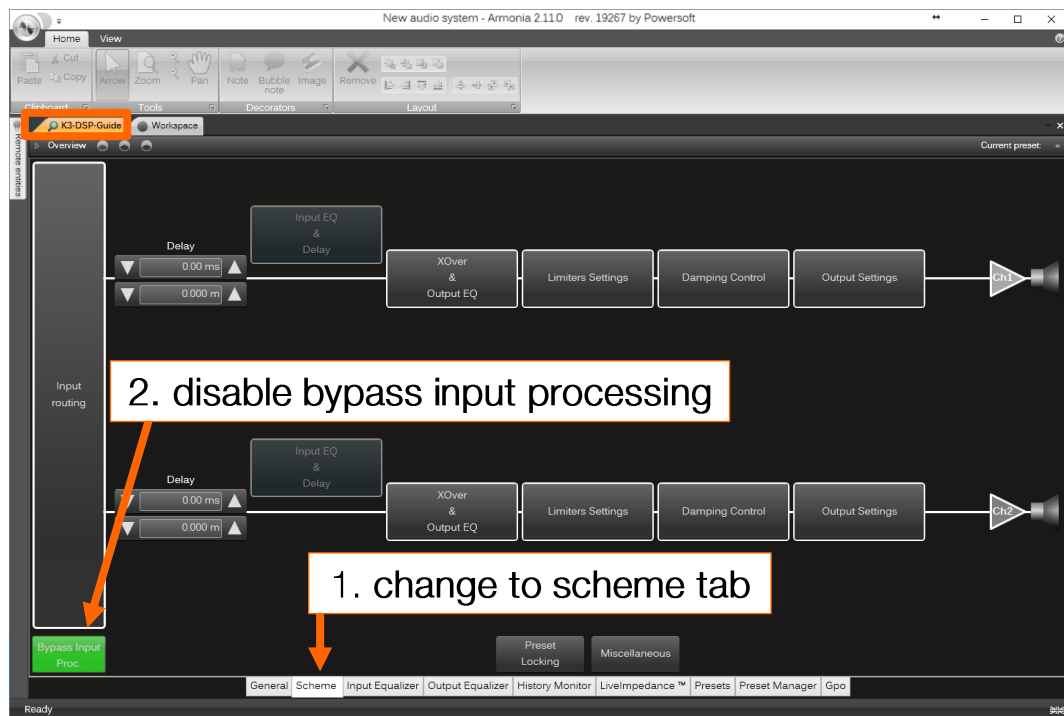 New audio system - Armonia 2.11.0 rev. 19267 by Powersoft
Home View
Cut
Copy
Paste
Arrow
Zoom
Pan
Note
Bubble note
Image
Remove
Clipboard
Tools
Decorators
Layout
K3-DSP-Guide
Workspace
Remote entities
Overview
Current preset: -
Input EQ
&
Delay
Delay
0.00 ms
0.000 m
XOver
&
Output EQ
Limiters Settings
Damping Control
Output Settings
Ch1
Input
routing
2. disable bypass input processing
Input EQ
&
Delay
Delay
0.00 ms
0.000 m
XOver
&
Output EQ
Limiters Settings
Damping Control
Output Settings
Ch2
1. change to scheme tab
Bypass Input
Proc.
Preset
Locking
Miscellaneous
General Scheme Input Equalizer Output Equalizer History Monitor LiveImpedance ™ Presets Preset Manager Gpo
Ready